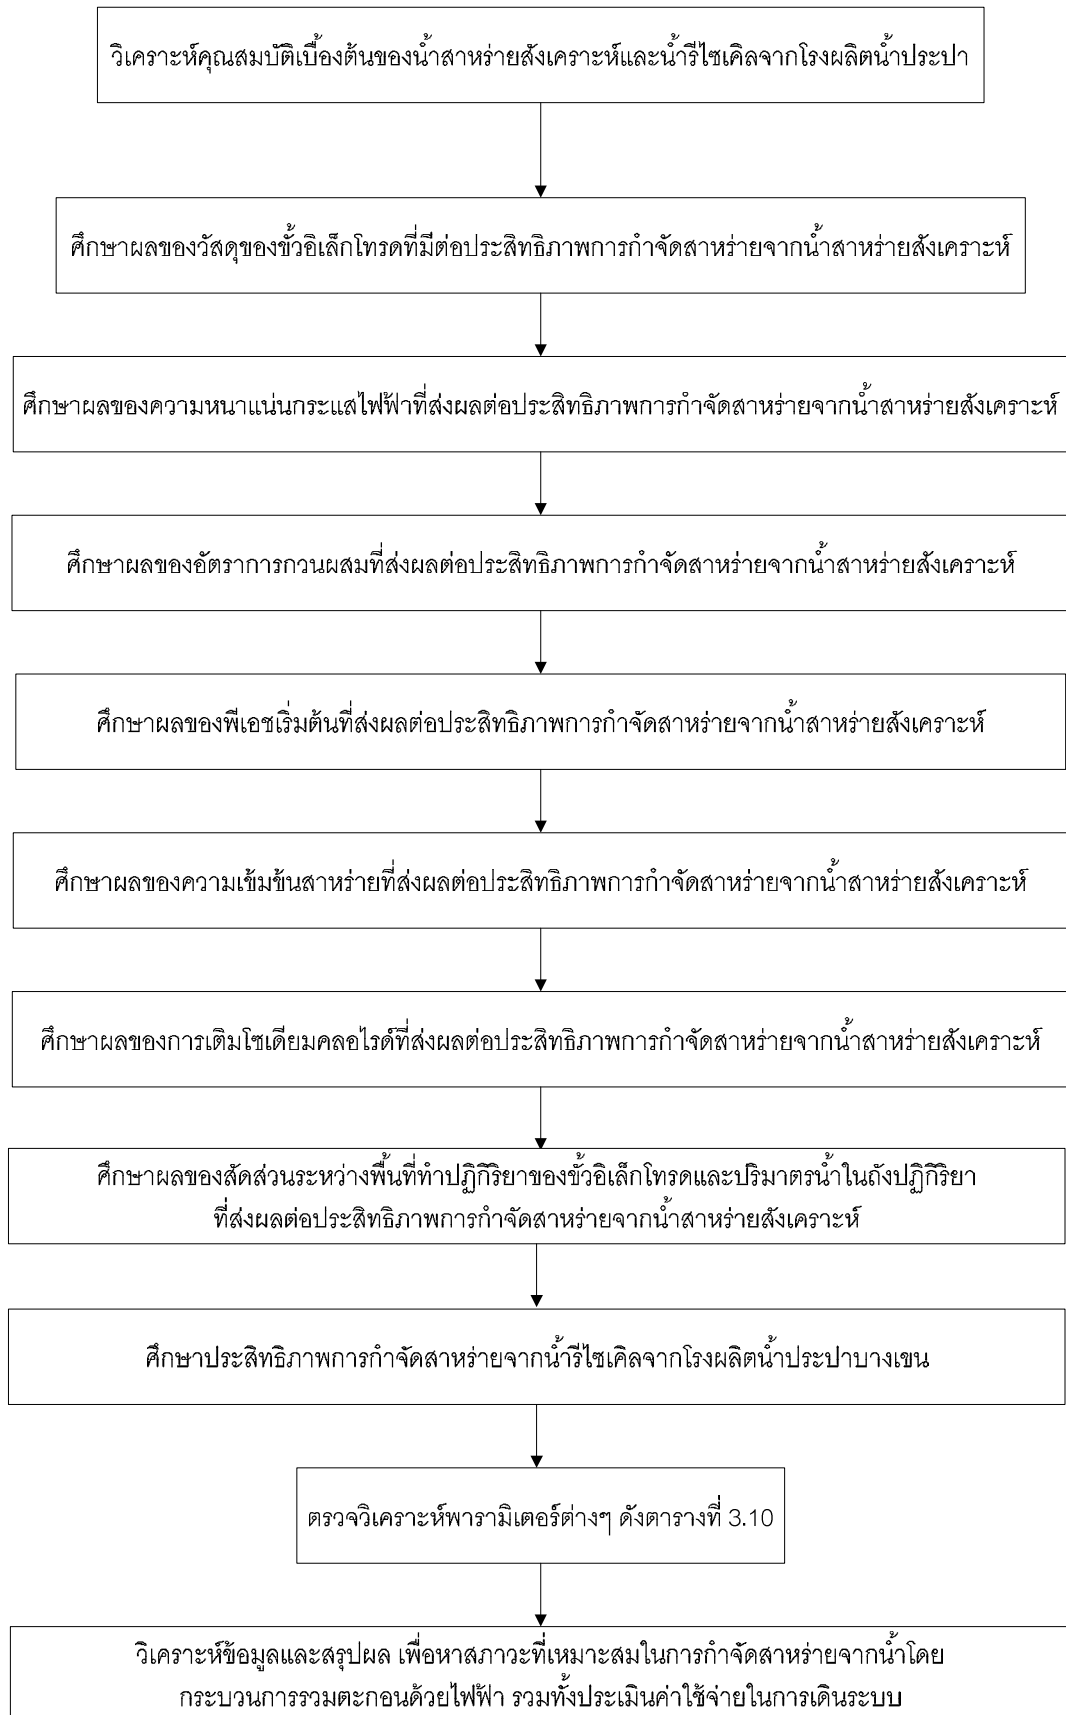 วิเคราะห์คุณสมบัติเบื้องต้นของน้ำสาหร่ายสังเคราะห์และน้ำรีไซเคิลจากโรงผลิตน้ำประปา
ศึกษาผลของวัสดุของขั้วอิเล็กโทรดที่มีต่อประสิทธิภาพการกำจัดสาหร่ายจากน้ำสาหร่ายสังเคราะห์
ศึกษาผลของความหนาแน่นกระแสไฟฟ้าที่ส่งผลต่อประสิทธิภาพการกำจัดสาหร่ายจากน้ำสาหร่ายสังเคราะห์
ศึกษาผลของอัตราการกวนผสมที่ส่งผลต่อประสิทธิภาพการกำจัดสาหร่ายจากน้ำสาหร่ายสังเคราะห์
ศึกษาผลของพีเอชเริ่มต้นที่ส่งผลต่อประสิทธิภาพการกำจัดสาหร่ายจากน้ำสาหร่ายสังเคราะห์
ศึกษาผลของความเข้มข้นสาหร่ายที่ส่งผลต่อประสิทธิภาพการกำจัดสาหร่ายจากน้ำสาหร่ายสังเคราะห์
ศึกษาผลของการเติมโซเดียมคลอไรด์ที่ส่งผลต่อประสิทธิภาพการกำจัดสาหร่ายจากน้ำสาหร่ายสังเคราะห์
ศึกษาผลของสัดส่วนระหว่างพื้นที่ทำปฏิกิริยาของขั้วอิเล็กโทรดและปริมาตรน้ำในถังปฏิกิริยา
ที่ส่งผลต่อประสิทธิภาพการกำจัดสาหร่ายจากน้ำสาหร่ายสังเคราะห์
ศึกษาประสิทธิภาพการกำจัดสาหร่ายจากน้ำรีไซเคิลจากโรงผลิตน้ำประปาบางเขน
ตรวจวิเคราะห์พารามิเตอร์ต่างๆ ดังตารางที่ 3.10
วิเคราะห์ข้อมูลและสรุปผล เพื่อหาสภาวะที่เหมาะสมในการกำจัดสาหร่ายจากน้ำโดย
กระบวนการรวมตะกอนด้วยไฟฟ้า รวมทั้งประเมินค่าใช้จ่ายในการเดินระบบ